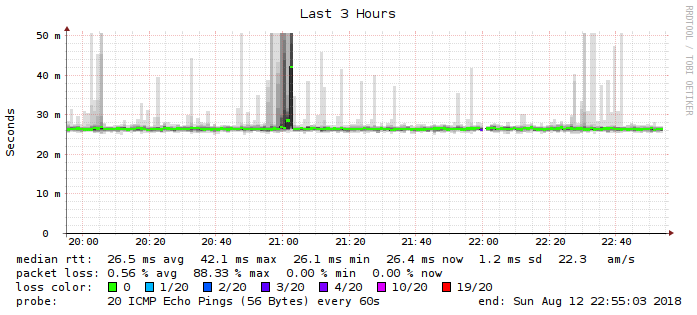 Last 3 Hours
RRDTOOL / TOBI OETIKER
Seconds
50 m
40 m
30 m
20 m
10 m
0
20:00 20:20 20:40 21:00 21:20 21:40 22:00 22:20 22:40
median rtt: 26.5 ms avg 42.1 ms max 26.1 ms min 26.4 ms now 1.2 ms sd 22.3 am/s
packet loss: 0.56 % avg 88.33 % max 0.00 % min 0.00 % now
loss color: 0 1/20 2/20 3/20 4/20 10/20 19/20
probe: 20 ICMP Echo Pings (56 Bytes) every 60s end: Sun Aug 12 22:55:03 2018